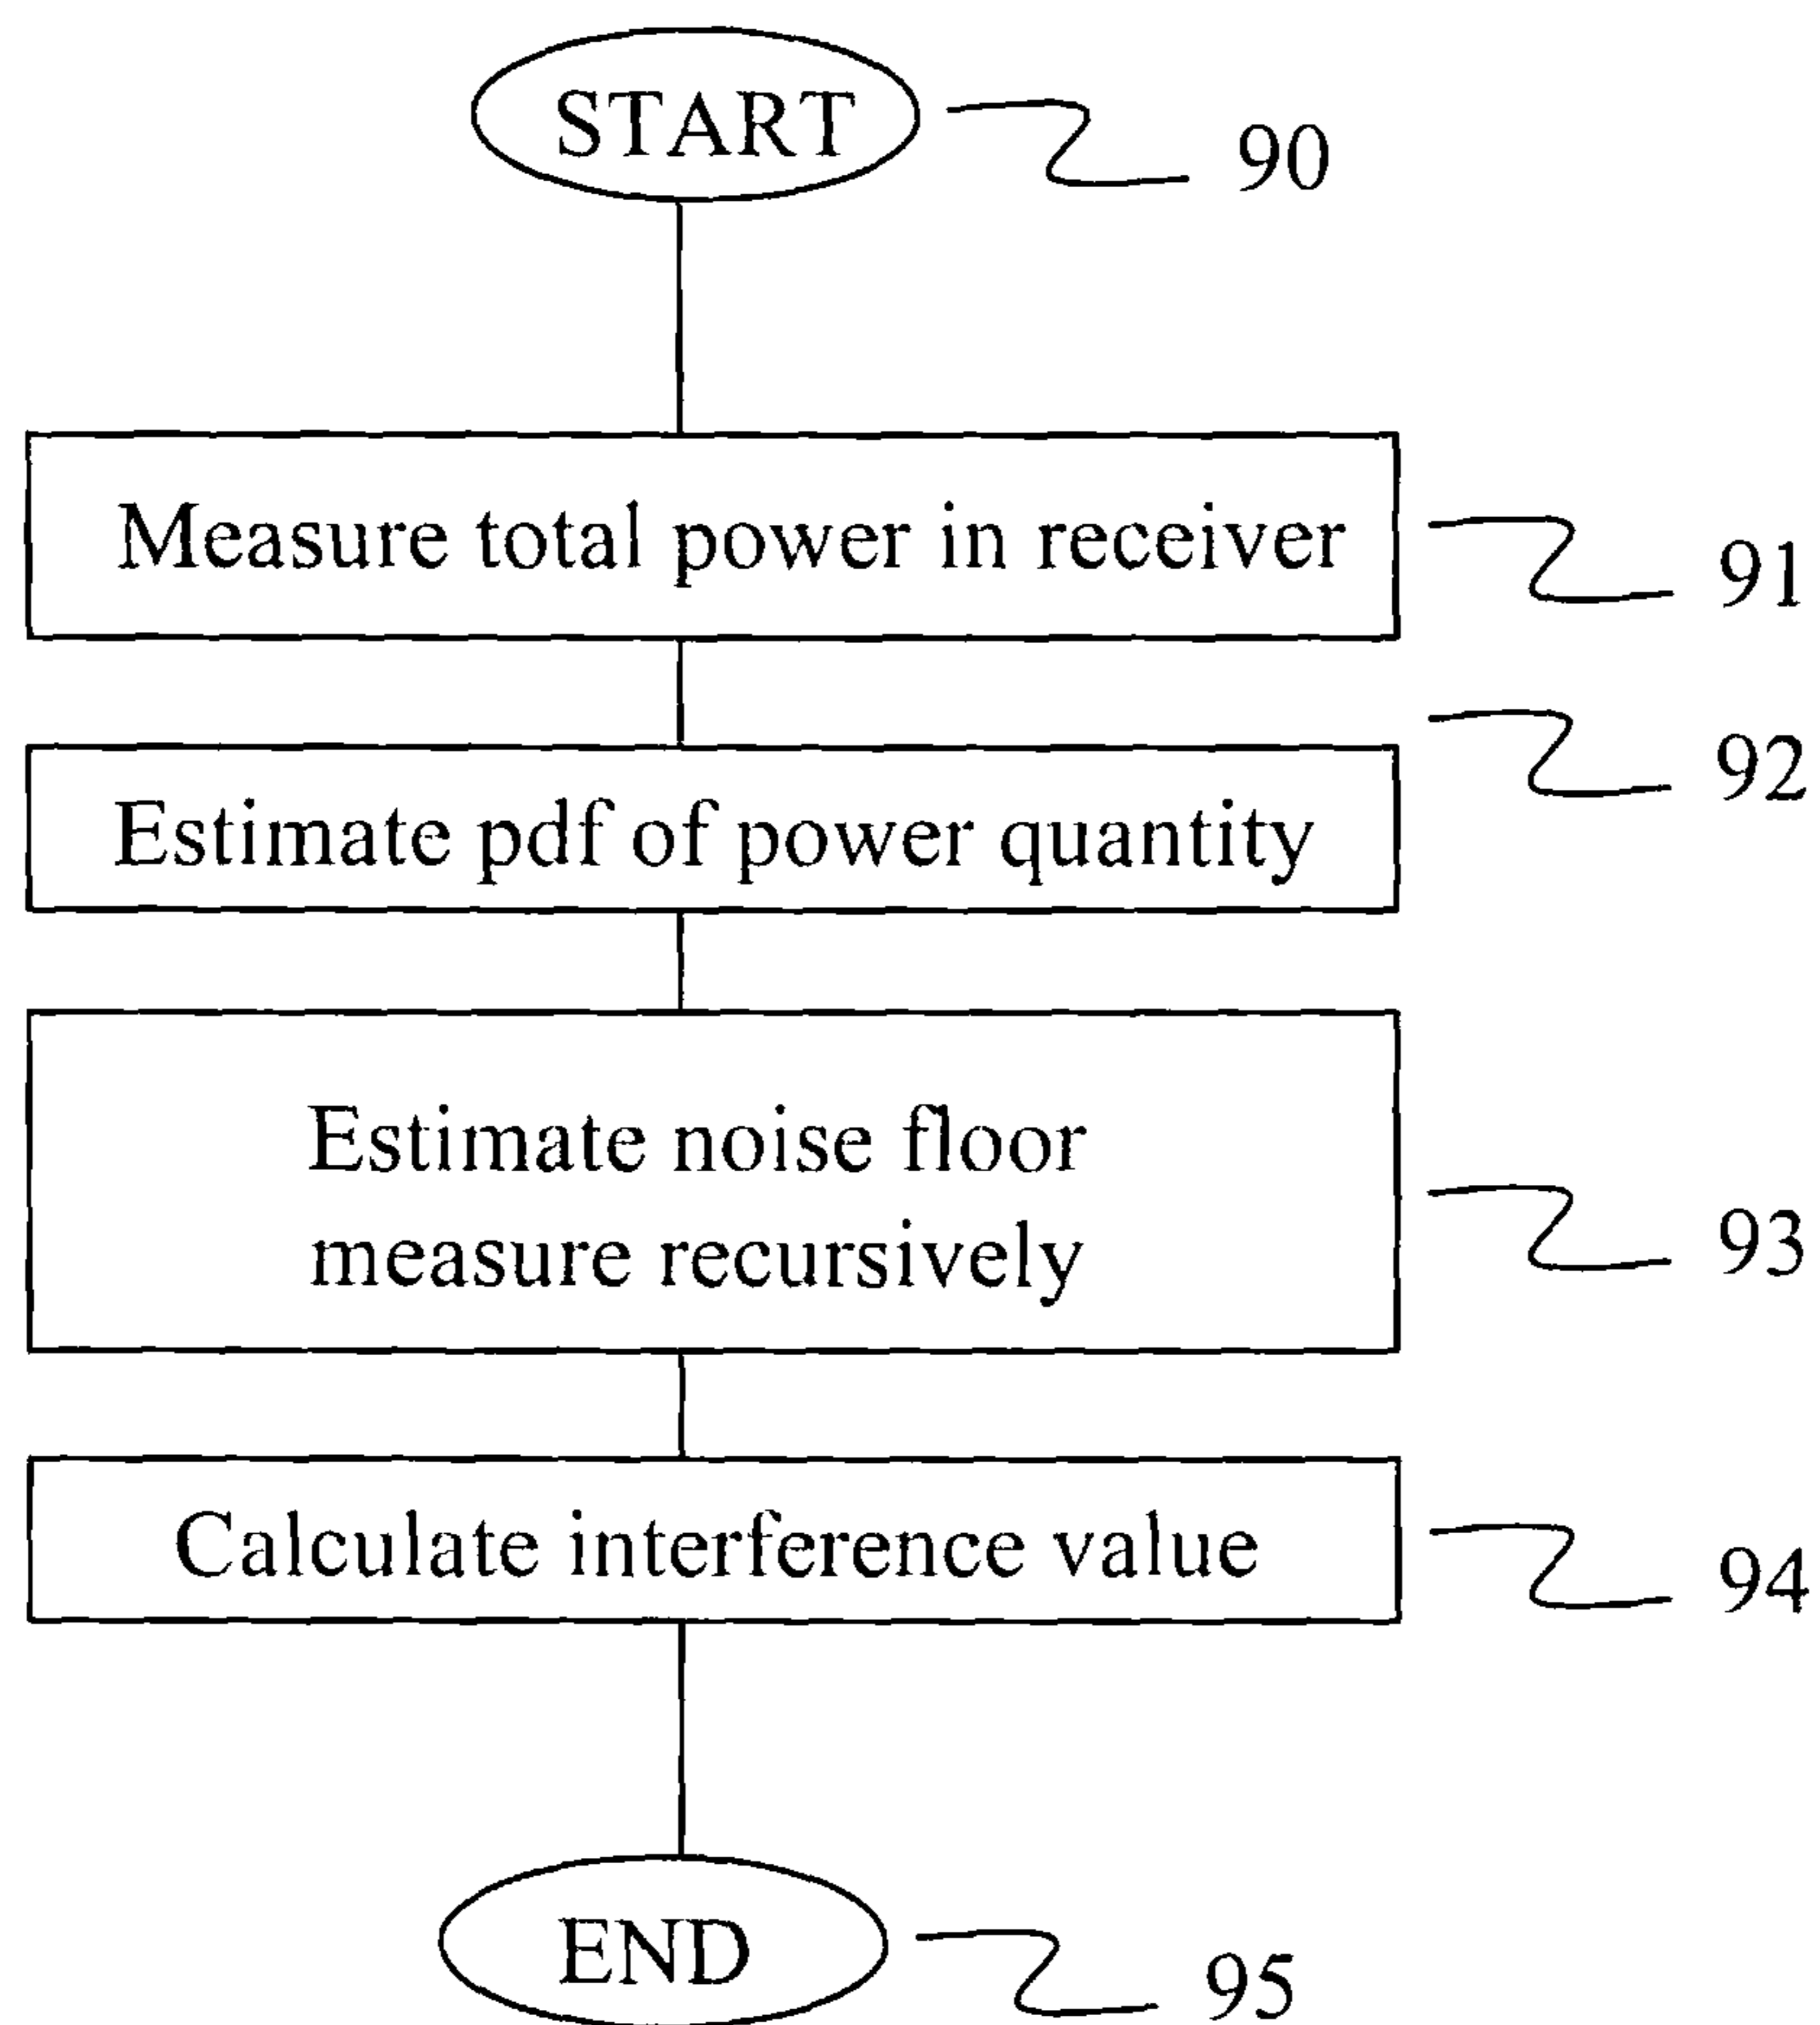 START
90
Measure total power in receiver
91
92
Estimate pdf of power quantity
Estimate noise floor
measure recursively
93
Calculate interference value
94
END
95